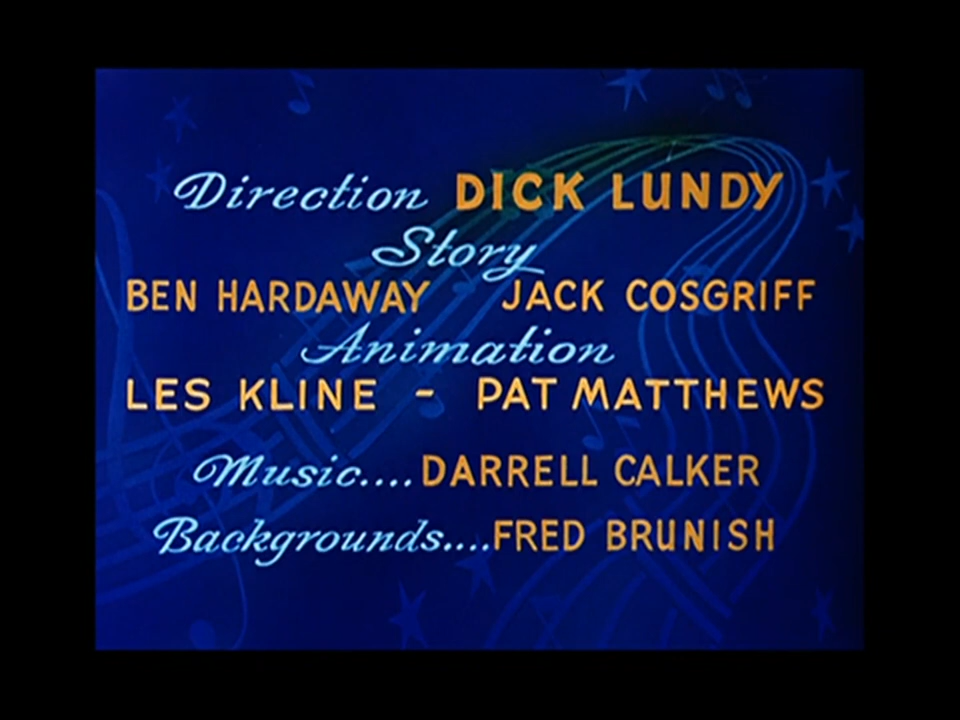 Direction DICK LUNDY
Story
BEN HARDAWAY JACK COSGRIFF
Animation
LES KLINE - PAT MATTHEWS
Music....DARRELL CALKER
Backgrounds....FRED BRUNISH